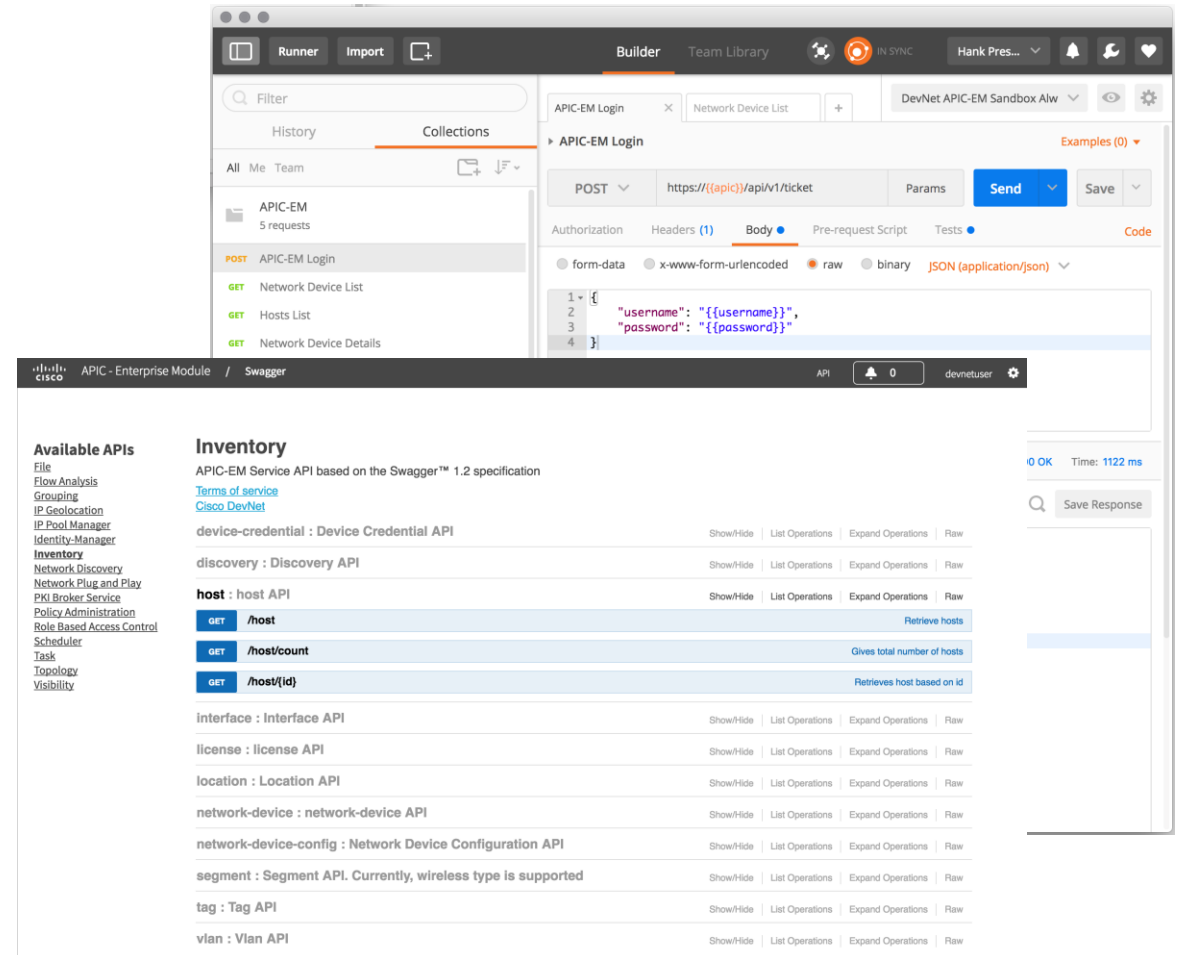 Runner Import Builder Team Library IN SYNC Hank Pres...
Filter
History Collections
All Me Team
APIC-EM
5 requests
POST APIC-EM Login
GET Network Device List
GET Hosts List
GET Network Device Details
APIC-EM Login Network Device List + DevNet APIC-EM Sandbox Alw
APIC-EM Login Examples (0)
POST https://{{apic}}/api/v1/ticket Params Send Save
Authorization Headers (1) Body Pre-request Script Tests Code
form-data x-www-form-urlencoded raw binary JSON (application/json)
1 {
2 "username": "{{username}}",
3 "password": "{{password}}"
4 }
OK Time: 1122 ms
Save Response
CISCO APIC - Enterprise Module / Swagger API 0 devnetuser
Available APIs
File
Flow Analysis
Grouping
IP Geolocation
IP Pool Manager
Identity-Manager
Inventory
Network Discovery
Network Plug and Play
PKI Broker Service
Policy Administration
Role Based Access Control
Scheduler
Task
Topology
Visibility
Inventory
APIC-EM Service API based on the Swagger™ 1.2 specification
Terms of service
Cisco DevNet
device-credential : Device Credential API Show/Hide List Operations Expand Operations Raw
discovery : Discovery API Show/Hide List Operations Expand Operations Raw
host : host API Show/Hide List Operations Expand Operations Raw
GET /host Retrieve hosts
GET /host/count Gives total number of hosts
GET /host/{id} Retrieves host based on id
interface : Interface API Show/Hide List Operations Expand Operations Raw
license : license API Show/Hide List Operations Expand Operations Raw
location : Location API Show/Hide List Operations Expand Operations Raw
network-device : network-device API Show/Hide List Operations Expand Operations Raw
network-device-config : Network Device Configuration API Show/Hide List Operations Expand Operations Raw
segment : Segment API. Currently, wireless type is supported Show/Hide List Operations Expand Operations Raw
tag : Tag API Show/Hide List Operations Expand Operations Raw
vlan : Vlan API Show/Hide List Operations Expand Operations Raw